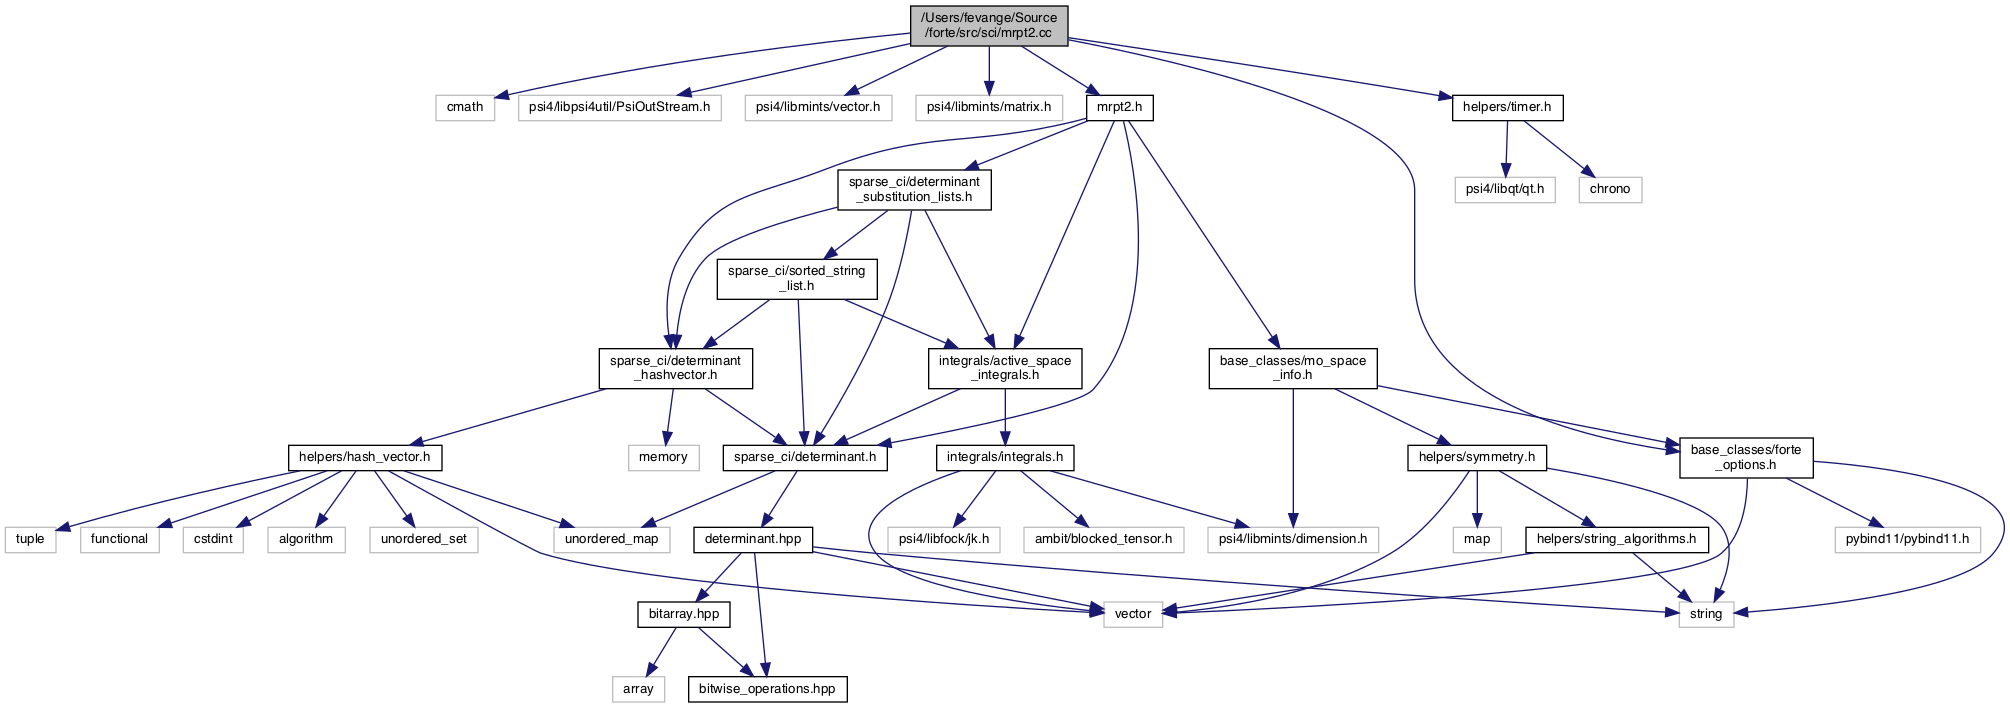 /Users/fevange/Source
/forte/src/sci/mrpt2.cc
cmath
psi4/libpsi4util/PsiOutStream.h
psi4/libmints/vector.h
psi4/libmints/matrix.h
mrpt2.h
helpers/timer.h
sparse_ci/determinant
_substitution_lists.h
psi4/libqt/qt.h
chrono
sparse_ci/sorted_string
_list.h
sparse_ci/determinant
_hashvector.h
integrals/active_space
_integrals.h
base_classes/mo_space
_info.h
helpers/hash_vector.h
memory
sparse_ci/determinant.h
integrals/integrals.h
helpers/symmetry.h
base_classes/forte
_options.h
tuple
functional
cstdint
algorithm
unordered_set
unordered_map
determinant.hpp
psi4/libfock/jk.h
ambit/blocked_tensor.h
psi4/libmints/dimension.h
map
helpers/string_algorithms.h
pybind11/pybind11.h
bitarray.hpp
vector
string
array
bitwise_operations.hpp